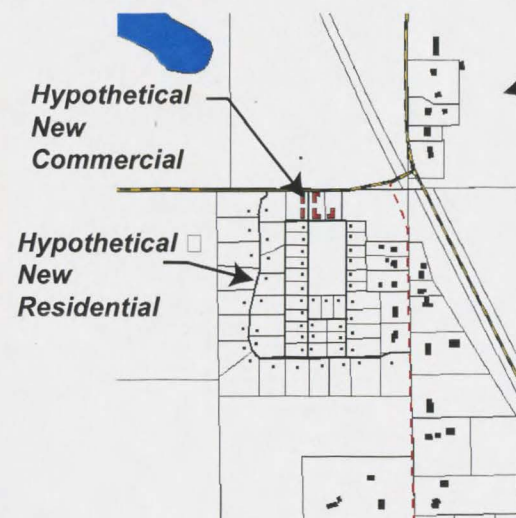 Hypothetical
New
Commercial
Hypothetical
New
Residential